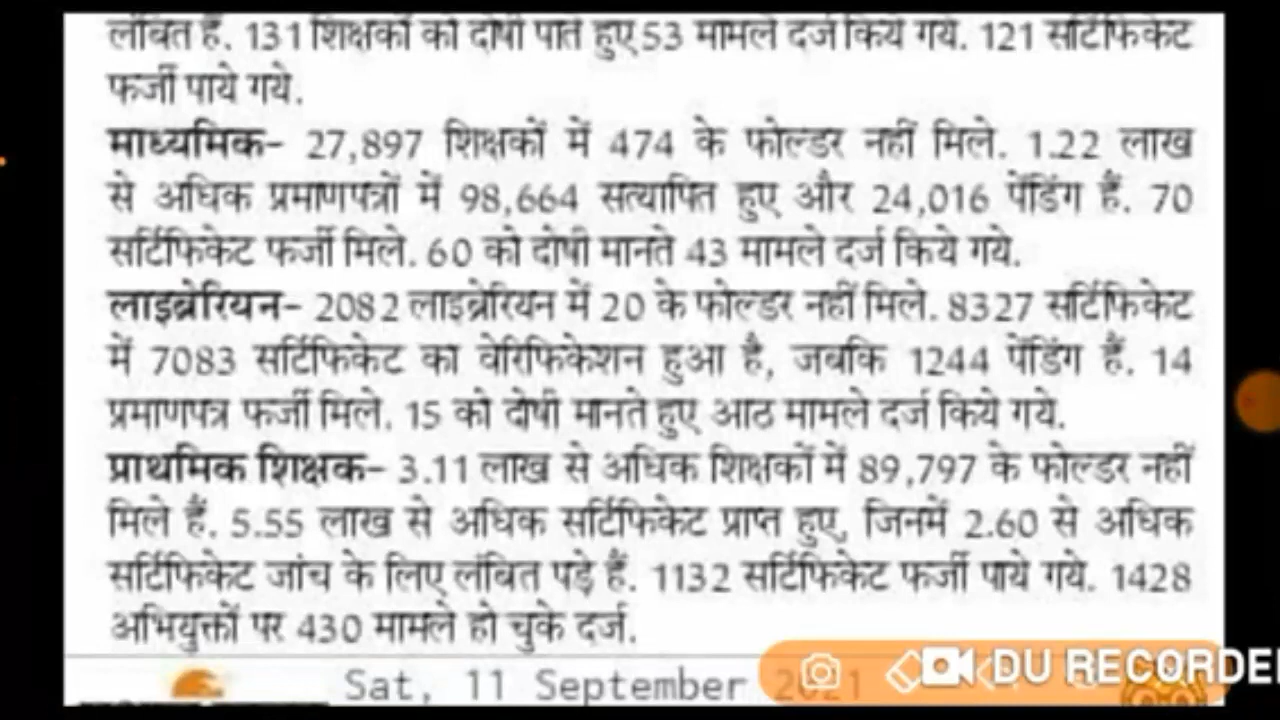 लंबित हैं. 131 शिक्षकों को दोषी पाते हुए 53 मामले दर्ज किये गये. 121 सर्टिफिकेट
फर्जी पाये गये.
माध्यमिक- 27,897 शिक्षकों में 474 के फोल्डर नहीं मिले. 1.22 लाख
से अधिक प्रमाणपत्रों में 98,664 सत्यापित हुए और 24,016 पेंडिंग हैं. 70
सर्टिफिकेट फर्जी मिले. 60 को दोषी मानते 43 मामले दर्ज किये गये.
लाइब्रेरियन- 2082 लाइब्रेरियन में 20 के फोल्डर नहीं मिले. 8327 सर्टिफिकेट
में 7083 सर्टिफिकेट का वेरिफिकेशन हुआ है, जबकि 1244 पेंडिंग हैं. 14
प्रमाणपत्र फर्जी मिले. 15 को दोषी मानते हुए आठ मामले दर्ज किये गये.
प्राथमिक शिक्षक- 3.11 लाख से अधिक शिक्षकों में 89,797 के फोल्डर नहीं
मिले हैं. 5.55 लाख से अधिक सर्टिफिकेट प्राप्त हुए, जिनमें 2.60 से अधिक
सर्टिफिकेट जांच के लिए लंबित पड़े हैं. 1132 सर्टिफिकेट फर्जी पाये गये. 1428
अभियुक्तों पर 430 मामले हो चुके दर्ज.
Sat, 11 September 2021
DU RECORDER